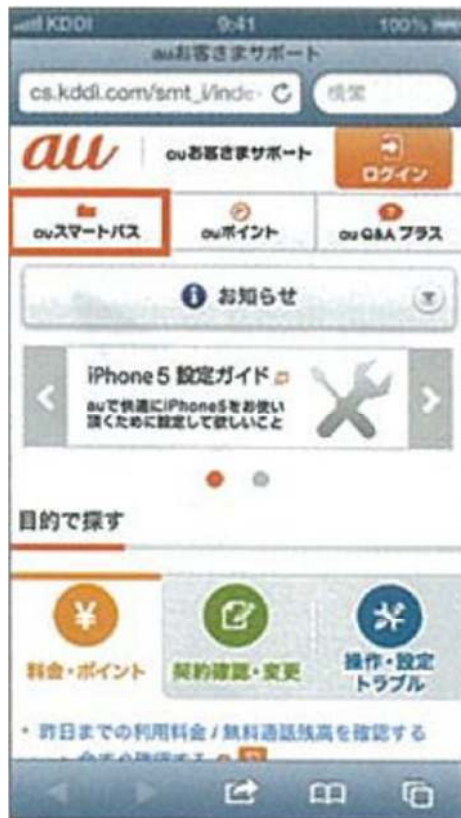 KDDI 9:41 100%
auお客さまサポート
cs.kddi.com/smt_i/inde 検索
au auお客さまサポート ログイン
auスマートパス auポイント au Q&A プラス
お知らせ
iPhone 5 設定ガイド
auで快適にiPhone5をお使い
頂くために設定して欲しいこと
目的で探す
料金・ポイント 契約確認・変更 操作・設定
トラブル
・昨日までの利用料金 / 無料通話残高を確認する